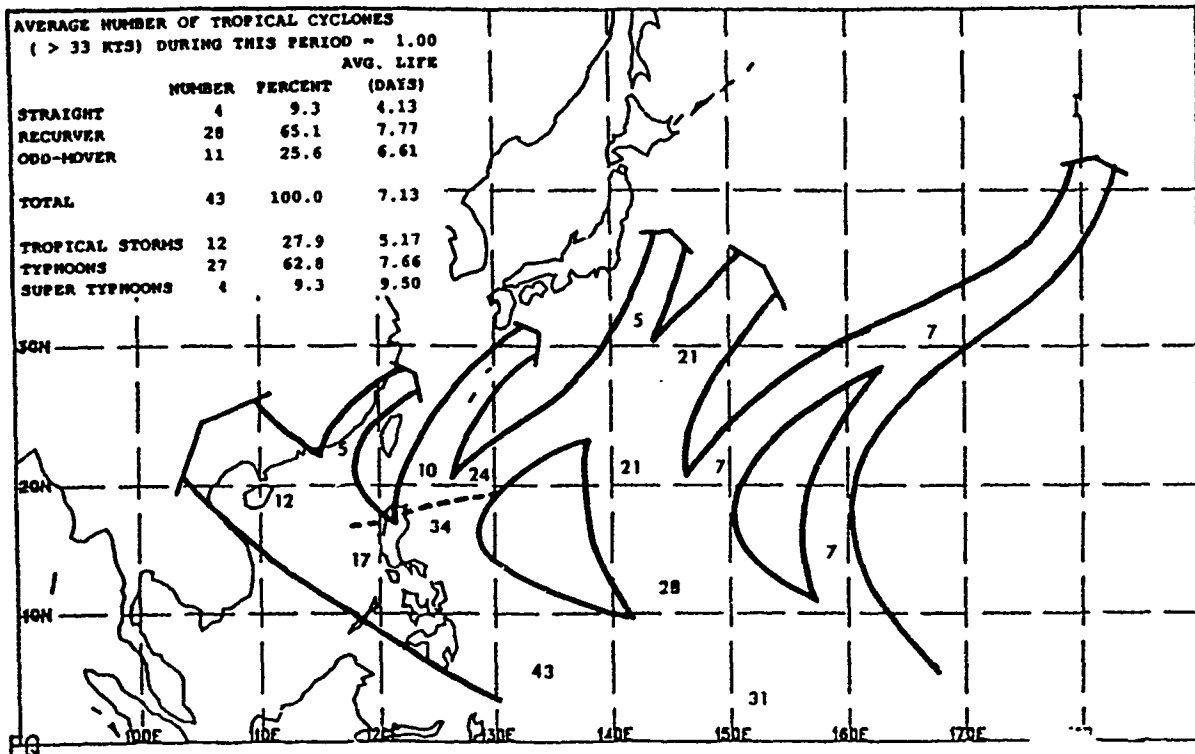 AVERAGE NUMBER OF TROPICAL CYCLONES
( > 33 KTS) DURING THIS PERIOD = 1.00
AVG. LIFE
NUMBER PERCENT (DAYS)
STRAIGHT 4 9.3 4.13
RECURVER 28 65.1 7.77
ODD-MOVER 11 25.6 6.61
TOTAL 43 100.0 7.13
TROPICAL STORMS 12 27.9 5.17
TYPHOONS 27 62.8 7.66
SUPER TYPHOONS 4 9.3 9.50
5 7
30N 21
5 10 24 21 7
20N 12
34
17 7
28
10N
43
31
100E 110E 120E 130E 140E 150E 160E 170E